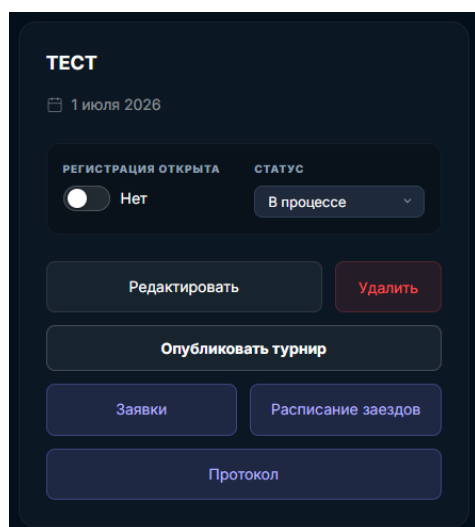 ТЕСТ
1 июля 2026
РЕГИСТРАЦИЯ ОТКРЫТА СТАТУС
Нет В процессе
Редактировать Удалить
Опубликовать турнир
Заявки Расписание заездов
Протокол